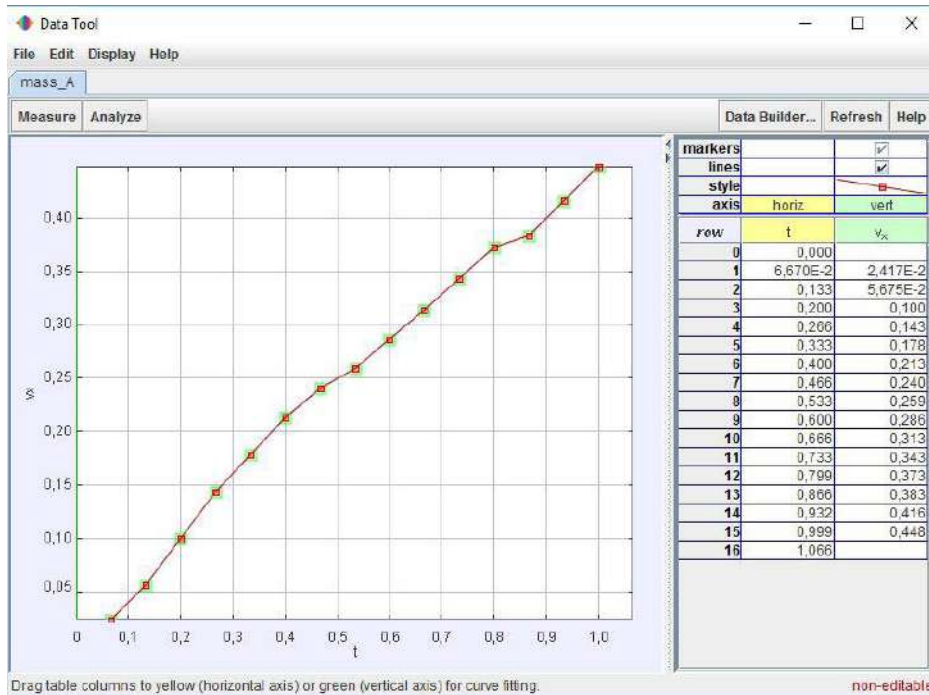 Data Tool
File Edit Display Help
mass_A
Measure Analyze Data Builder... Refresh Help
0,40
0,35
0,30
0,25
0,20
0,15
0,10
0,05
vx
0 0,1 0,2 0,3 0,4 0,5 0,6 0,7 0,8 0,9 1,0
t
markers
lines
style
axis horiz vert
row t vx
0 0,000
1 6,670E-2 2,417E-2
2 0,133 5,675E-2
3 0,200 0,100
4 0,266 0,143
5 0,333 0,178
6 0,400 0,213
7 0,466 0,240
8 0,533 0,259
9 0,600 0,286
10 0,666 0,313
11 0,733 0,343
12 0,799 0,373
13 0,866 0,383
14 0,932 0,416
15 0,999 0,448
16 1,066
Drag table columns to yellow (horizontal axis) or green (vertical axis) for curve fitting. non-editable